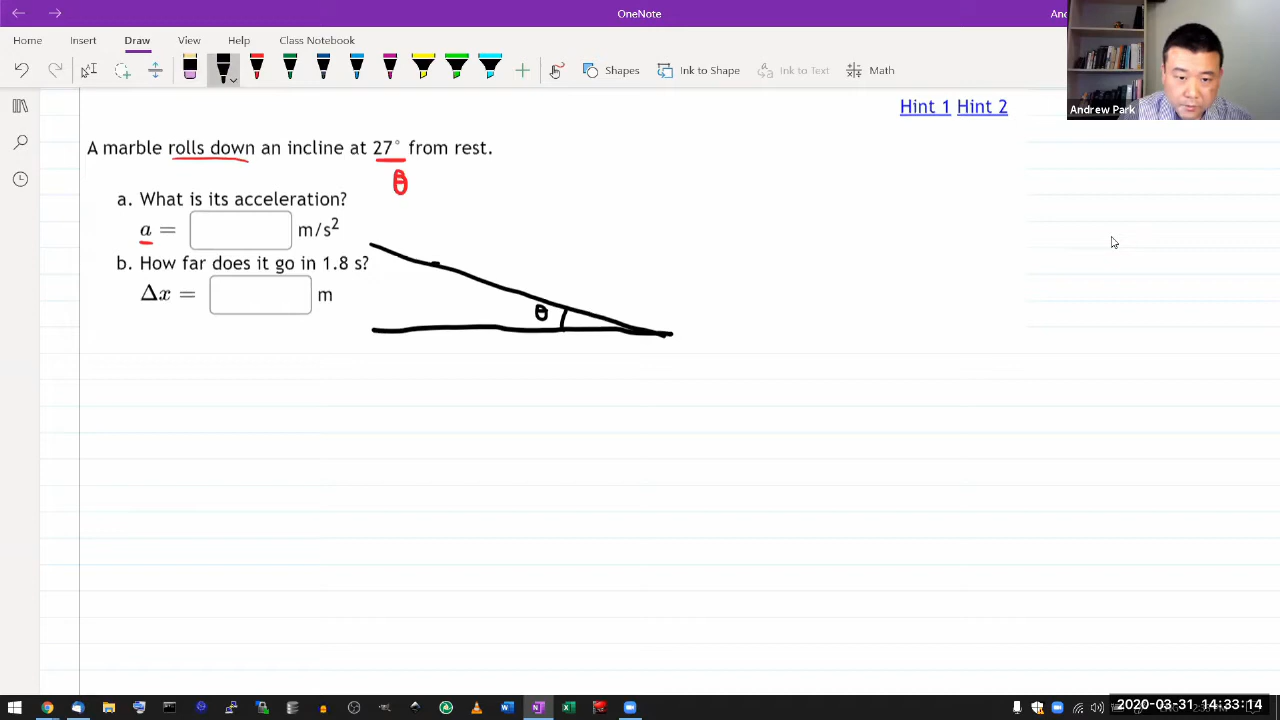 OneNote
Home Insert Draw View Help Class Notebook
Shapes Ink to Shape Ink to Text Math
Andrew Park
Hint 1 Hint 2
A marble rolls down an incline at 27° from rest.
θ
a. What is its acceleration?
a = m/s²
b. How far does it go in 1.8 s?
Δx = m
θ
2020-03-31 14:33:14